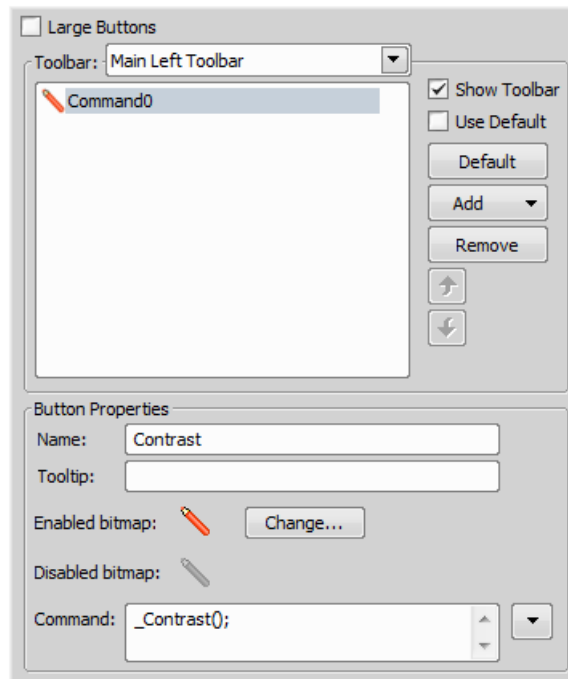 Large Buttons
Toolbar: Main Left Toolbar
Command0
Show Toolbar
Use Default
Default
Add
Remove
Button Properties
Name: Contrast
Tooltip:
Enabled bitmap: Change...
Disabled bitmap:
Command: _Contrast();